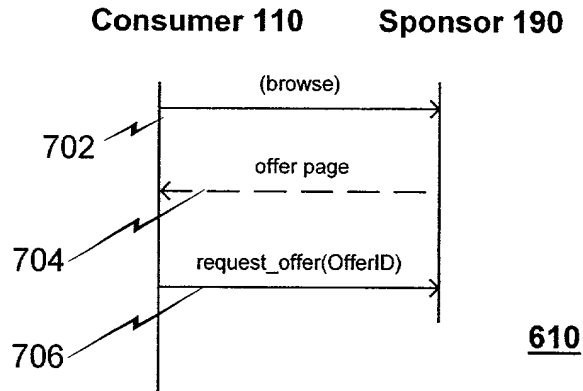 Consumer 110 Sponsor 190
(browse)
702
offer page
704
request_offer(OfferID)
706
610